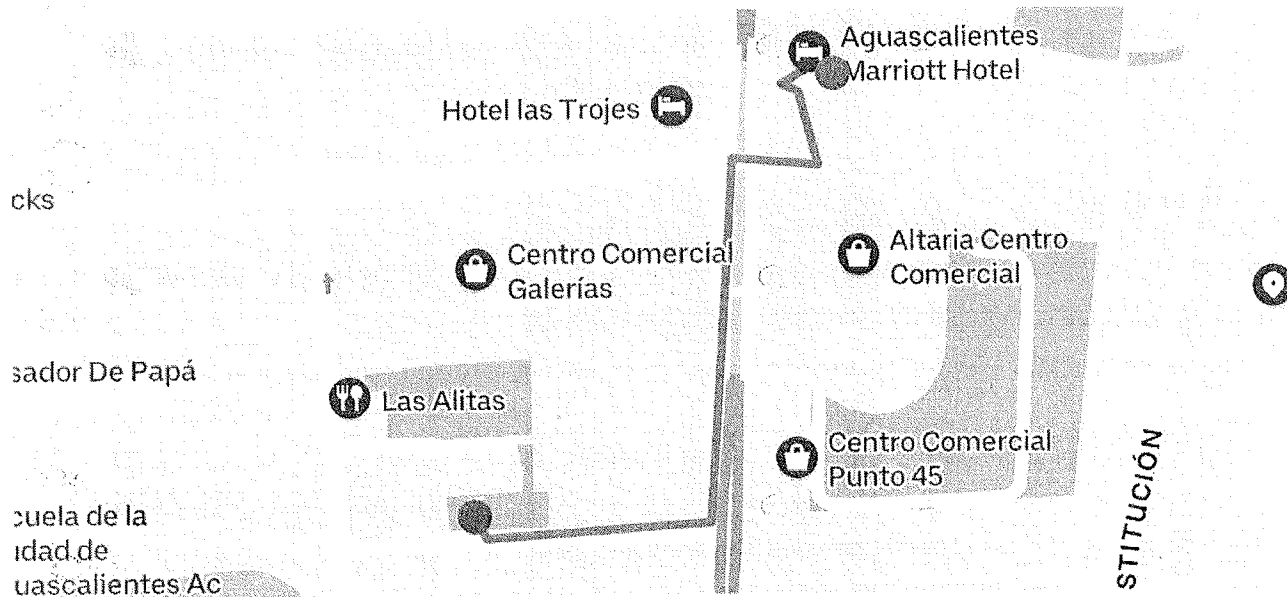 Aguascalientes
Marriott Hotel
Hotel las Trojes
cks
Centro Comercial
Galerías
Altaria Centro
Comercial
sador De Papá
Las Alitas
Centro Comercial
Punto 45
STITUCIÓN
cuela de la
idad de
uascalientes Ac